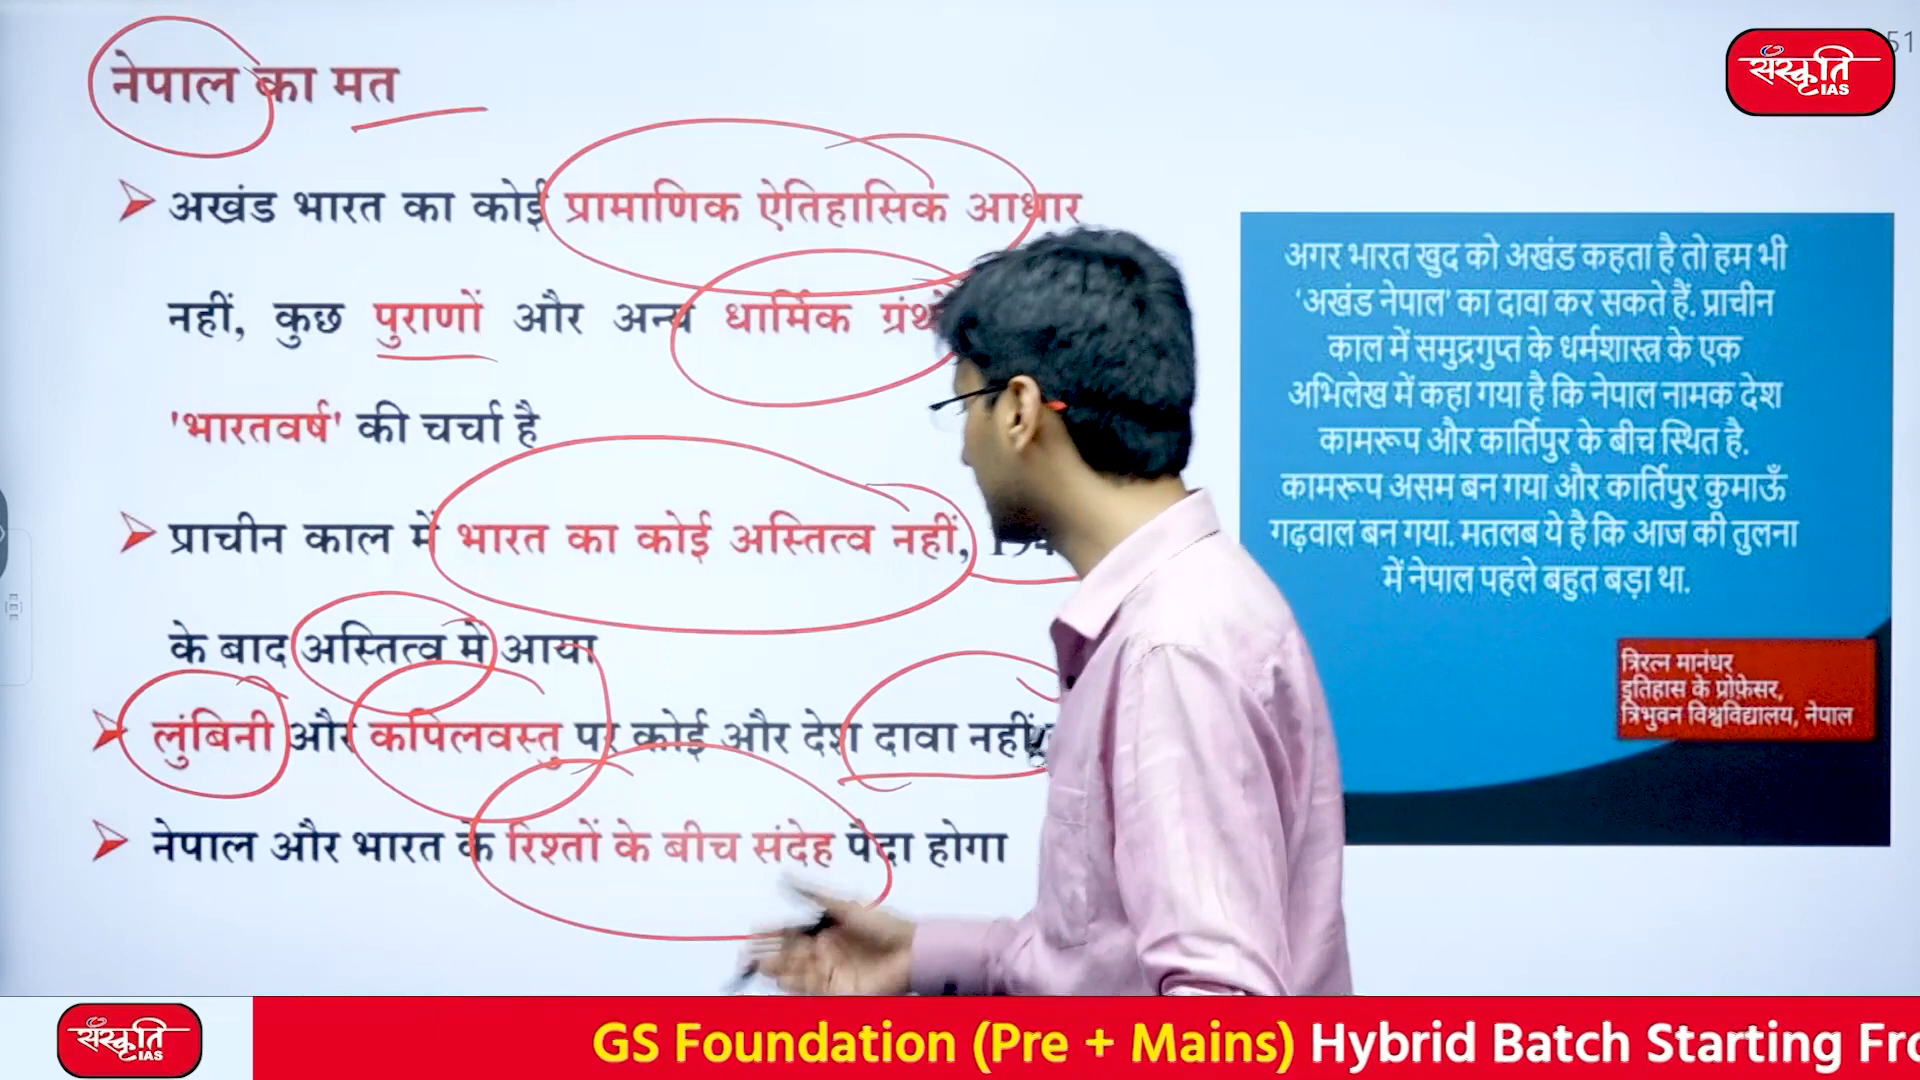 नेपाल का मत
अखंड भारत का कोई प्रामाणिक ऐतिहासिक आधार
नहीं, कुछ पुराणों और अन्य धार्मिक
'भारतवर्ष' की चर्चा है
प्राचीन काल में भारत का कोई अस्तित्व नहीं,
के बाद अस्तित्व में आया
लुंबिनी और कपिलवस्तु पर कोई और देश दावा नहीं
नेपाल और भारत के रिश्तों के बीच संदेह पैदा होगा
51
संस्कृति
IAS
अगर भारत खुद को अखंड कहता है तो हम भी
'अखंड नेपाल' का दावा कर सकते हैं. प्राचीन
काल में समुद्रगुप्त के धर्मशास्त्र के एक
अभिलेख में कहा गया है कि नेपाल नामक देश
कामरूप और कार्तिपुर के बीच स्थित है.
कामरूप असम बन गया और कार्तिपुर कुमाऊँ
गढ़वाल बन गया. मतलब ये है कि आज की तुलना
में नेपाल पहले बहुत बड़ा था.
त्रिरत्न मानंधर
इतिहास के प्रोफ़ेसर,
त्रिभुवन विश्वविद्यालय, नेपाल
संस्कृति
IAS
GS Foundation (Pre + Mains) Hybrid Batch Starting